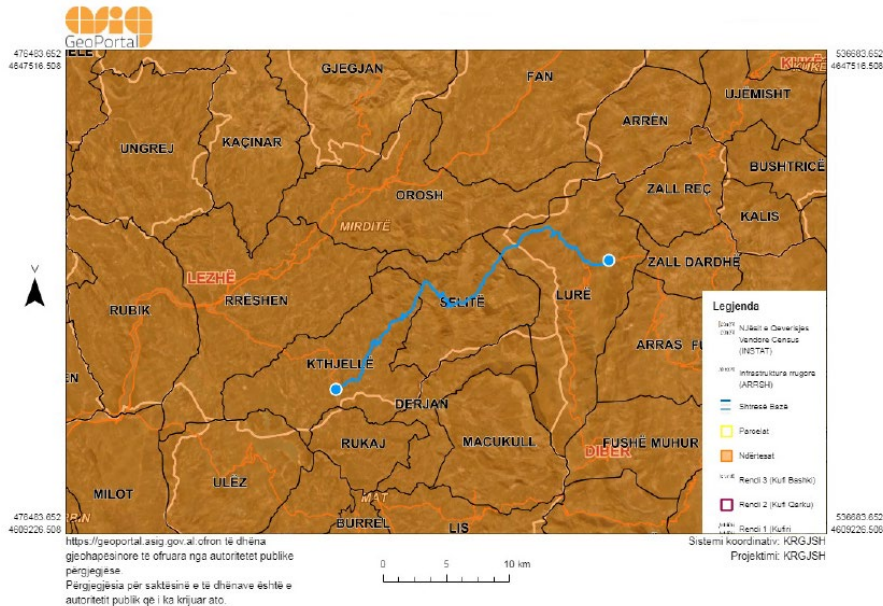 asig
GeoPortal
476483.652
4647516.508
536683.652
4647516.508
GJEGJAN
FAN
UJEMISHT
ARRËN
KAÇINAR
UNGREJ
BUSHTRICË
ZALL REÇ
OROSH
KALIS
MIRDITË
LEZHË
ZALL DARDHË
RUBIK
RRËSHEN
SELITË
LURË
ARRAS
KTHJELLË
DERJAN
RUKAJ
MACUKULL
FUSHË MUHUR
DIBËR
ULËZ
MILOT
MAT
BURREL
LIS
Legjenda
Njësit e Qeverisjes
Vendore Census
(INSTAT)
Infrastruktura rrugore
(ARRSH)
Shtresë Bazë
Parcelat
Ndërtesat
Rendi 3 (Kufi Bashki)
Rendi 2 (Kufi Qarku)
Rendi 1 (Kufiri
476483.652
4609226.508
536683.652
4609226.508
https://geoportal.asig.gov.al ofron të dhëna
gjeohapesinore të ofruara nga autoritetet publike
përgjegjëse.
Përgjegjësia për saktësinë e të dhënave është e
autoritetit publik që i ka krijuar ato.
0 5 10 km
Sistemi koordinativ: KRGJSH
Projektimi: KRGJSH